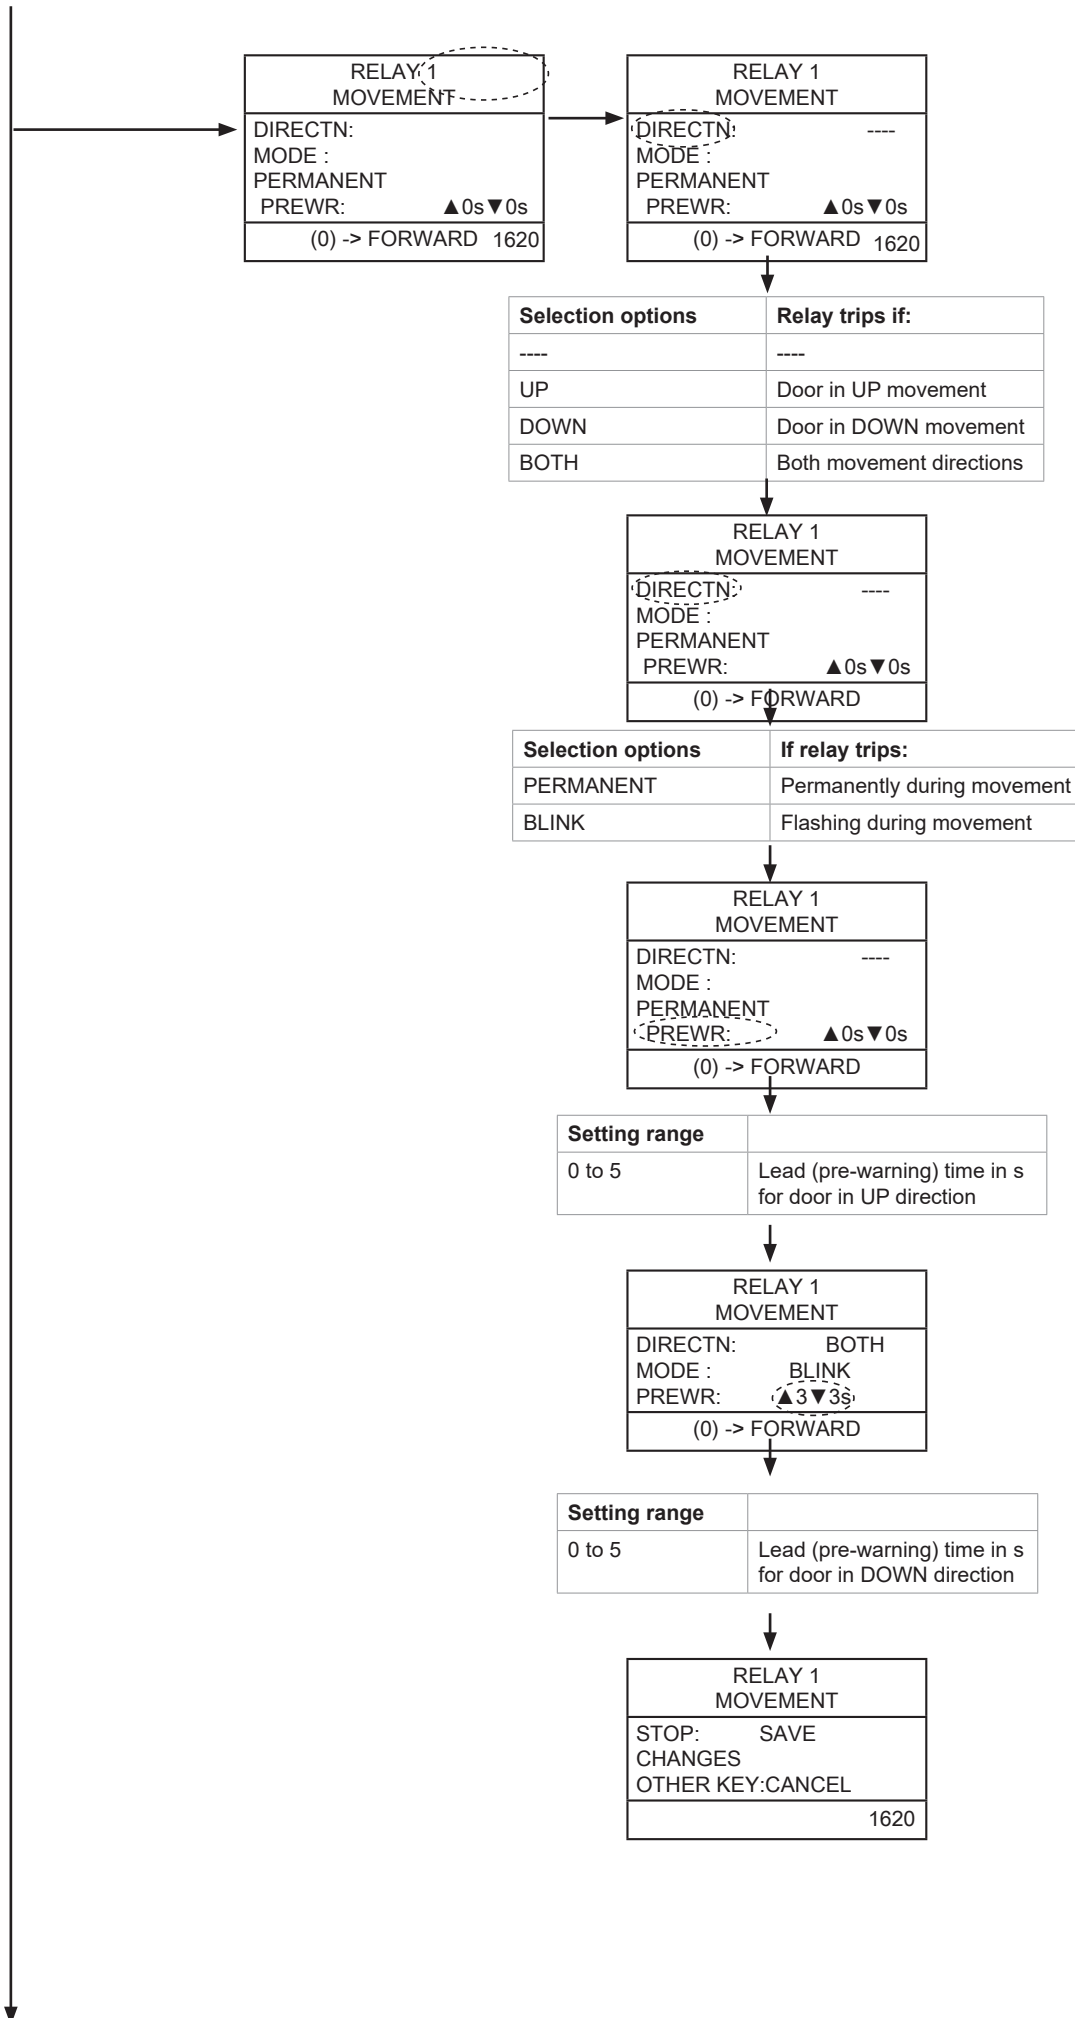 RELAY 1
MOVEMENT
DIRECTN:
MODE :
PERMANENT
PREWR: ▲0s▼0s
(0) -> FORWARD 1620
RELAY 1
MOVEMENT
DIRECTN: ----
MODE :
PERMANENT
PREWR: ▲0s▼0s
(0) -> FORWARD 1620
Selection options Relay trips if:
---- ----
UP Door in UP movement
DOWN Door in DOWN movement
BOTH Both movement directions
RELAY 1
MOVEMENT
DIRECTN: ----
MODE :
PERMANENT
PREWR: ▲0s▼0s
(0) -> FORWARD
Selection options If relay trips:
PERMANENT Permanently during movement
BLINK Flashing during movement
RELAY 1
MOVEMENT
DIRECTN: ----
MODE :
PERMANENT
PREWR: ▲0s▼0s
(0) -> FORWARD
Setting range
0 to 5 Lead (pre-warning) time in s
for door in UP direction
RELAY 1
MOVEMENT
DIRECTN: BOTH
MODE : BLINK
PREWR: ▲3▼3s
(0) -> FORWARD
Setting range
0 to 5 Lead (pre-warning) time in s
for door in DOWN direction
RELAY 1
MOVEMENT
STOP: SAVE
CHANGES
OTHER KEY:CANCEL
1620